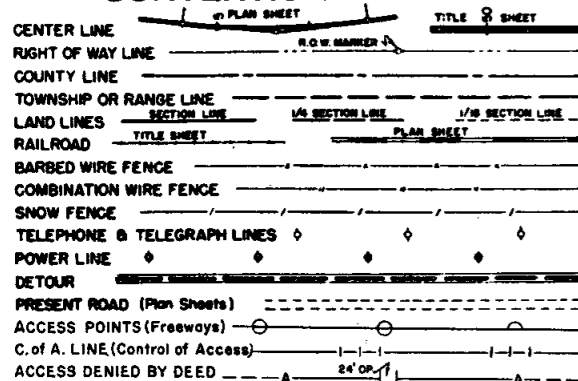 PLAN SHEET TITLE SHEET
CENTER LINE
R.O.W. MARKER
RIGHT OF WAY LINE
COUNTY LINE
TOWNSHIP OR RANGE LINE
LAND LINES SECTION LINE 1/4 SECTION LINE 1/16 SECTION LINE
RAILROAD TITLE SHEET PLAN SHEET
BARBED WIRE FENCE
COMBINATION WIRE FENCE
SNOW FENCE
TELEPHONE & TELEGRAPH LINES
POWER LINE
DETOUR
PRESENT ROAD (Plan Sheets)
ACCESS POINTS (Freeways)
C. of A. LINE (Control of Access)
ACCESS DENIED BY DEED 24' OP.